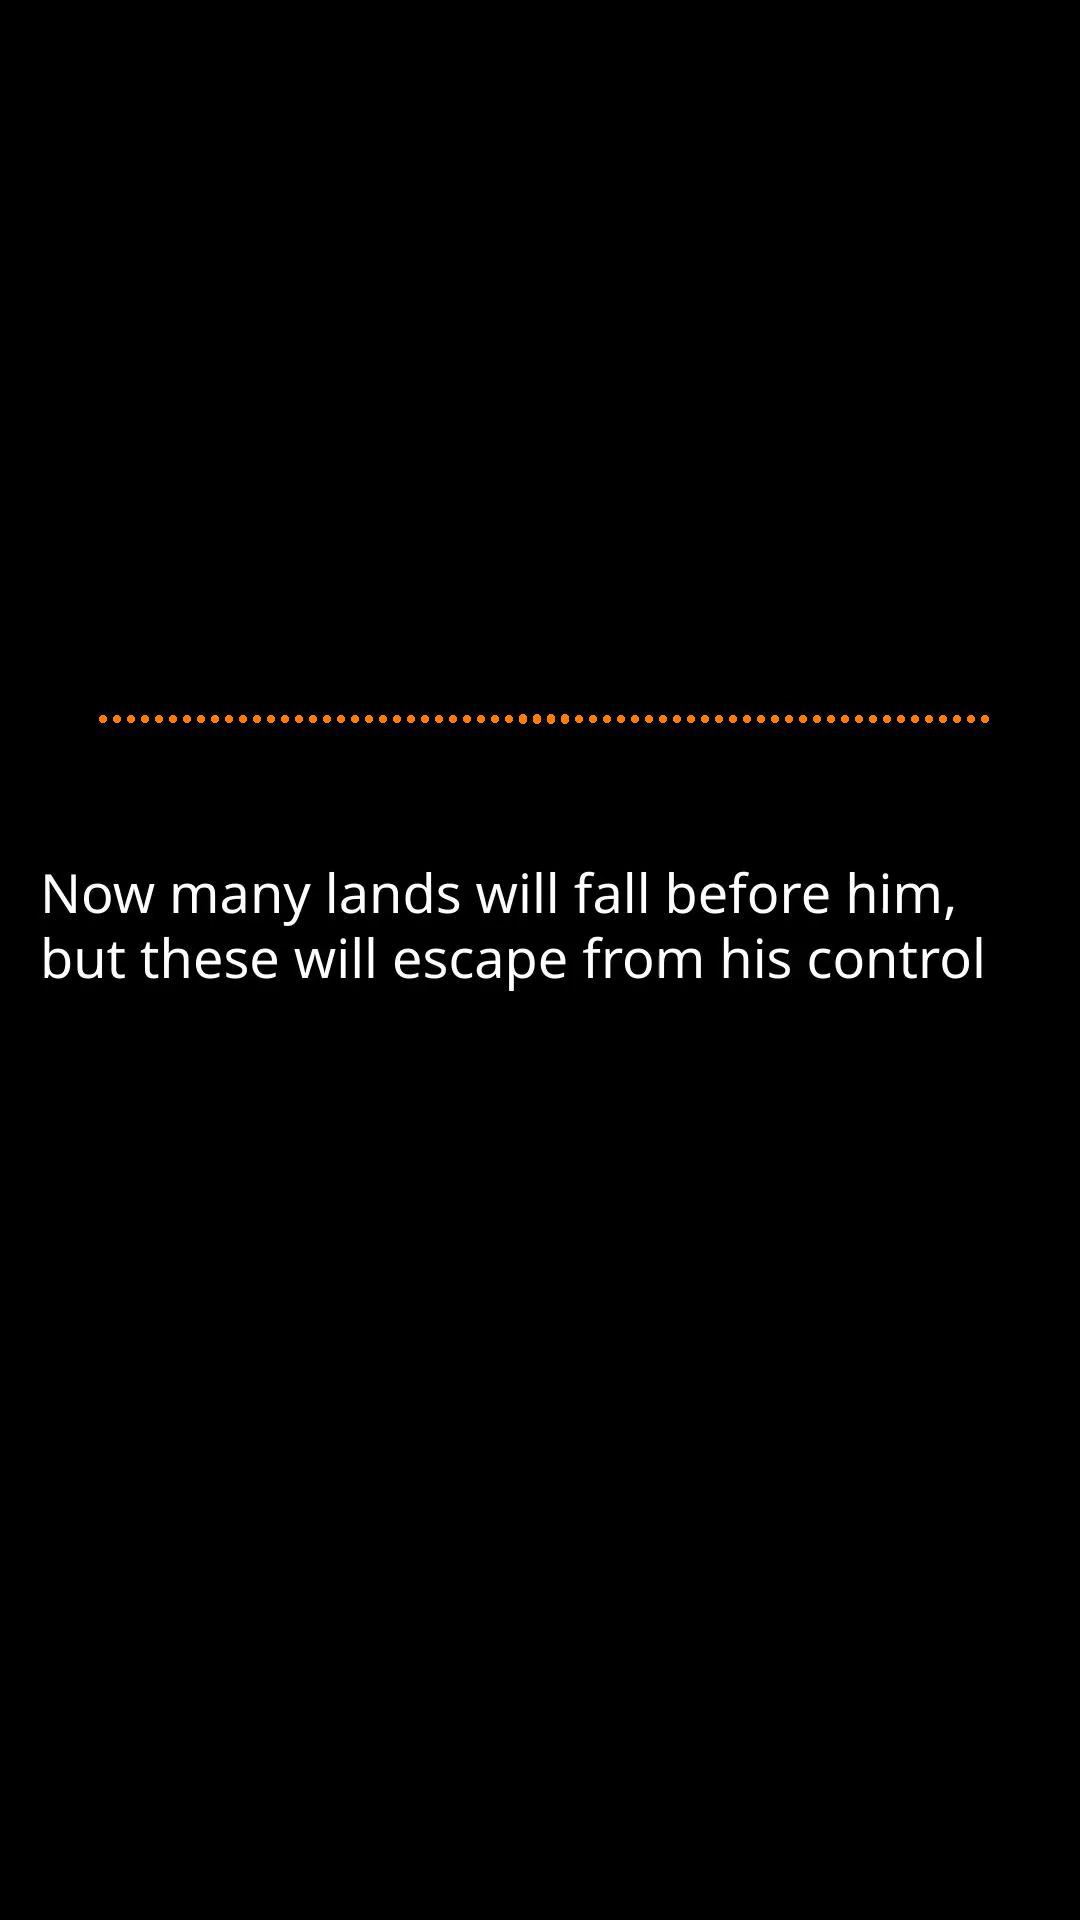 Now many lands will fall before him,
but these will escape from his control